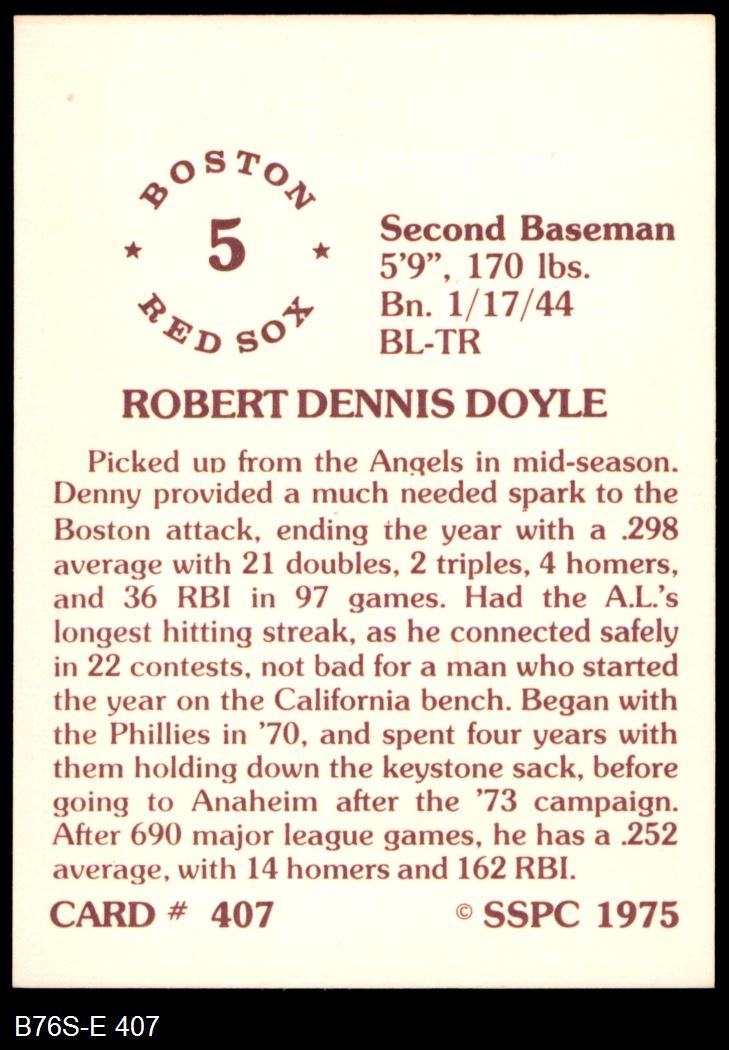 BOSTON
★ 5 ★
RED SOX
Second Baseman
5'9”, 170 lbs.
Bn. 1/17/44
BL-TR
ROBERT DENNIS DOYLE
Picked up from the Angels in mid-season.
Denny provided a much needed spark to the
Boston attack, ending the year with a .298
average with 21 doubles, 2 triples, 4 homers,
and 36 RBI in 97 games. Had the A.L.'s
longest hitting streak, as he connected safely
in 22 contests, not bad for a man who started
the year on the California bench. Began with
the Phillies in '70, and spent four years with
them holding down the keystone sack, before
going to Anaheim after the '73 campaign.
After 690 major league games, he has a .252
average, with 14 homers and 162 RBI.
CARD # 407 © SSPC 1975
B76S-E 407